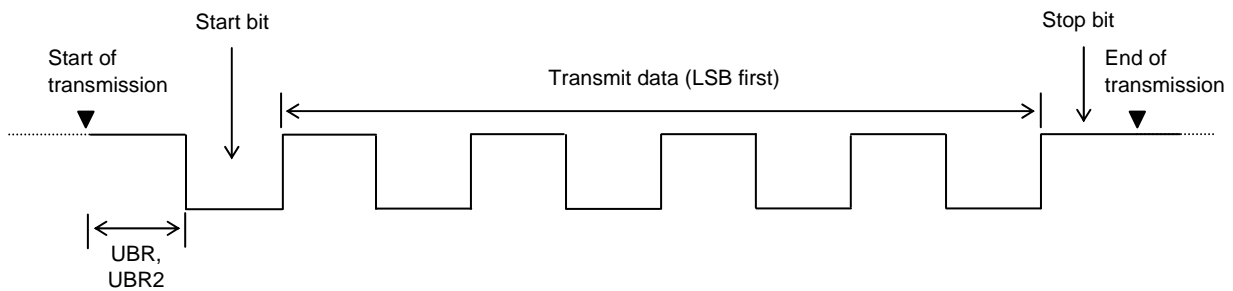 Start bit
Stop bit
Start of
transmission
End of
transmission
Transmit data (LSB first)
UBR,
UBR2